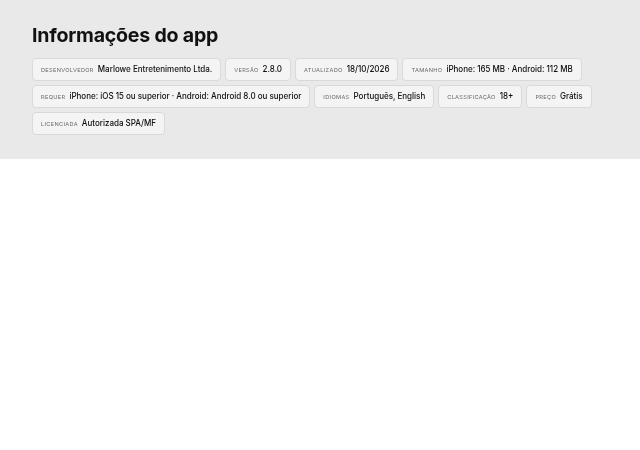 Informações do app
DESENVOLVEDOR Marlowe Entretenimento Ltda. VERSÃO 2.8.0 ATUALIZADO 18/10/2026 TAMANHO iPhone: 165 MB · Android: 112 MB
REQUER iPhone: iOS 15 ou superior · Android: Android 8.0 ou superior IDIOMAS Português, English CLASSIFICAÇÃO 18+ PREÇO Grátis
LICENCIADA Autorizada SPA/MF